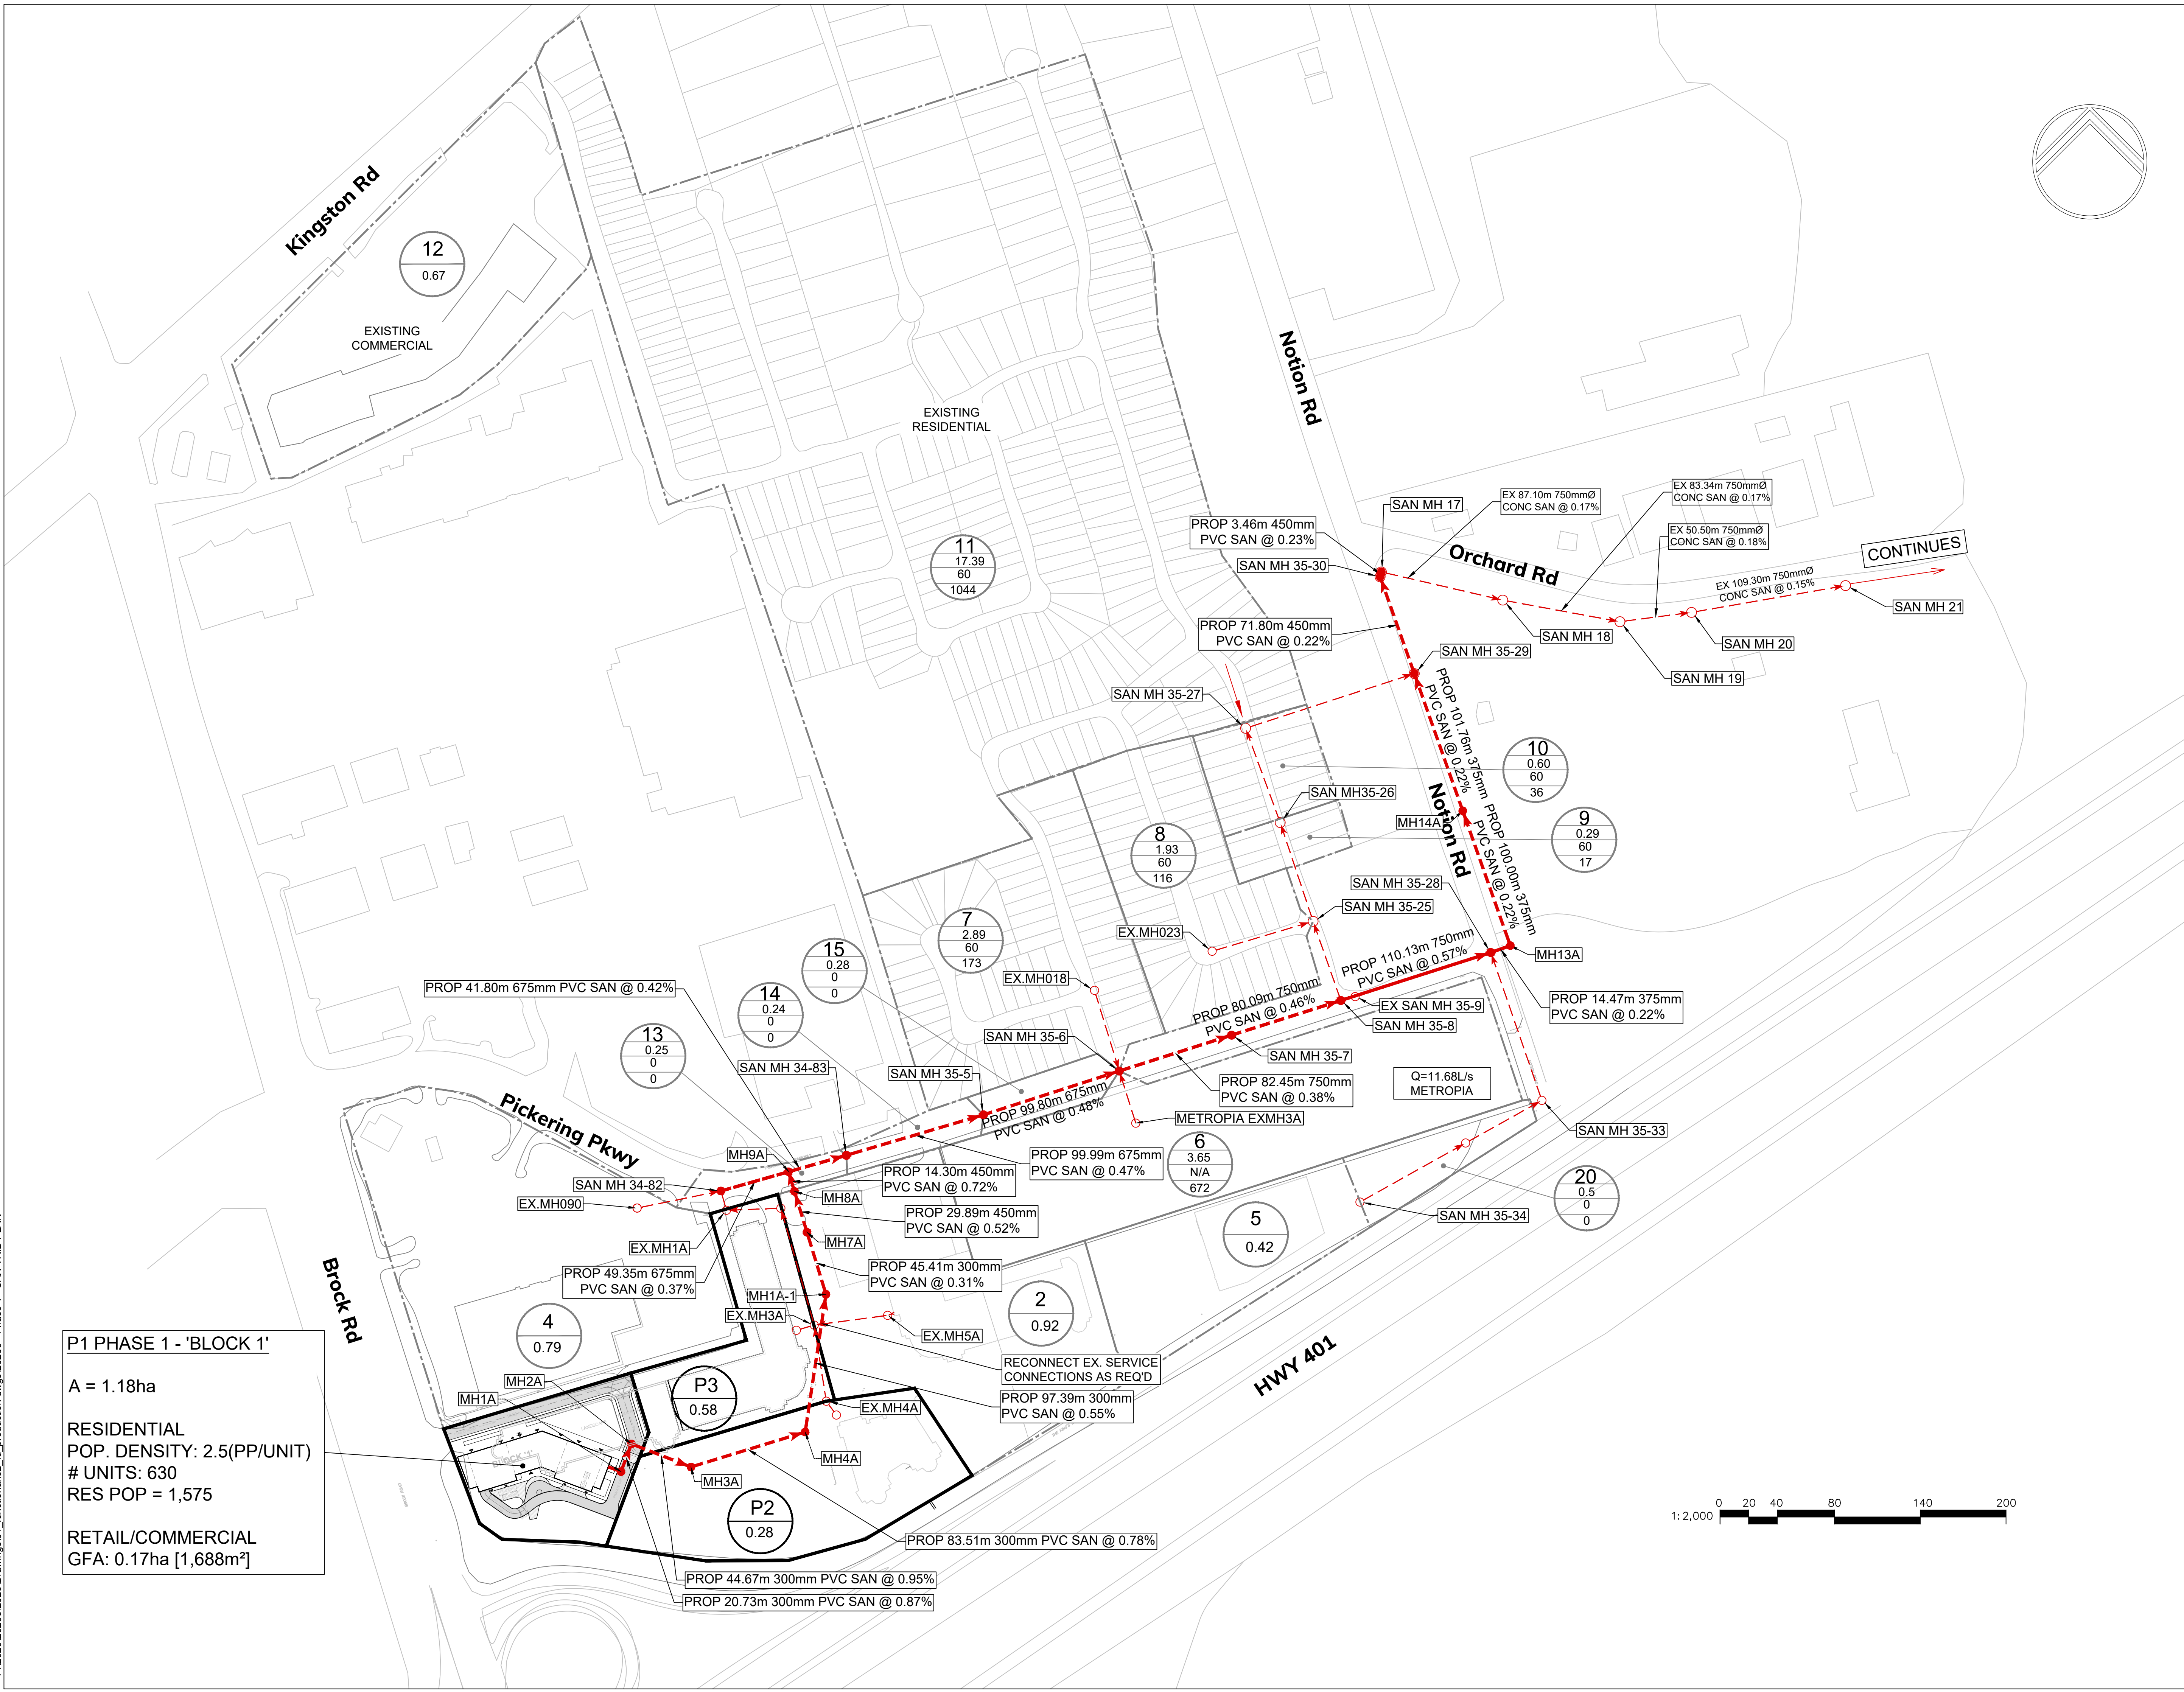 Kingston Rd
12
0.67
EXISTING
COMMERCIAL
EXISTING
RESIDENTIAL
Notion Rd
11
17.39
60
1044
SAN MH 17
EX 87.10m 750mmØ
CONC SAN @ 0.17%
EX 83.34m 750mmØ
CONC SAN @ 0.17%
PROP 3.46m 450mm
PVC SAN @ 0.23%
EX 50.50m 750mmØ
CONC SAN @ 0.18%
SAN MH 35-30
Orchard Rd
CONTINUES
EX 109.30m 750mmØ
CONC SAN @ 0.15%
SAN MH 21
PROP 71.80m 450mm
PVC SAN @ 0.22%
SAN MH 18
SAN MH 20
SAN MH 19
SAN MH 35-29
SAN MH 35-27
PROP 101.76m 375mm
PVC SAN @ 0.22%
10
0.60
60
36
SAN MH35-26
MH14A
Notion Rd
PROP 100.00m 375mm
PVC SAN @ 0.22%
9
0.29
60
17
8
1.93
60
116
SAN MH 35-28
SAN MH 35-25
EX.MH023
7
2.89
60
173
15
0.28
0
0
EX.MH018
PROP 110.13m 750mm
PVC SAN @ 0.57%
MH13A
PROP 41.80m 675mm PVC SAN @ 0.42%
14
0.24
0
0
PROP 80.09m 750mm
PVC SAN @ 0.46%
EX SAN MH 35-9
SAN MH 35-8
PROP 14.47m 375mm
PVC SAN @ 0.22%
13
0.25
0
0
SAN MH 35-6
SAN MH 35-7
SAN MH 34-83
SAN MH 35-5
PROP 82.45m 750mm
PVC SAN @ 0.38%
Q=11.68L/s
METROPIA
PROP 99.80m 675mm
PVC SAN @ 0.48%
METROPIA EXMH3A
Pickering Pkwy
SAN MH 35-33
MH9A
PROP 99.99m 675mm
PVC SAN @ 0.47%
6
3.65
N/A
672
SAN MH 34-82
PROP 14.30m 450mm
PVC SAN @ 0.72%
MH8A
20
0.5
0
0
EX.MH090
PROP 29.89m 450mm
PVC SAN @ 0.52%
SAN MH 35-34
5
0.42
EX.MH1A
MH7A
PROP 49.35m 675mm
PVC SAN @ 0.37%
PROP 45.41m 300mm
PVC SAN @ 0.31%
Brock Rd
MH1A-1
2
0.92
EX.MH3A
EX.MH5A
4
0.79
HWY 401
RECONNECT EX. SERVICE
CONNECTIONS AS REQ'D
P1 PHASE 1 - 'BLOCK 1'
A = 1.18ha
RESIDENTIAL
POP. DENSITY: 2.5(PP/UNIT)
# UNITS: 630
RES POP = 1,575
RETAIL/COMMERCIAL
GFA: 0.17ha [1,688m²]
MH2A
MH1A
P3
0.58
PROP 97.39m 300mm
PVC SAN @ 0.55%
EX.MH4A
MH4A
MH3A
P2
0.28
PROP 83.51m 300mm PVC SAN @ 0.78%
PROP 44.67m 300mm PVC SAN @ 0.95%
PROP 20.73m 300mm PVC SAN @ 0.87%
1: 2,000
0 20 40 80 140 200